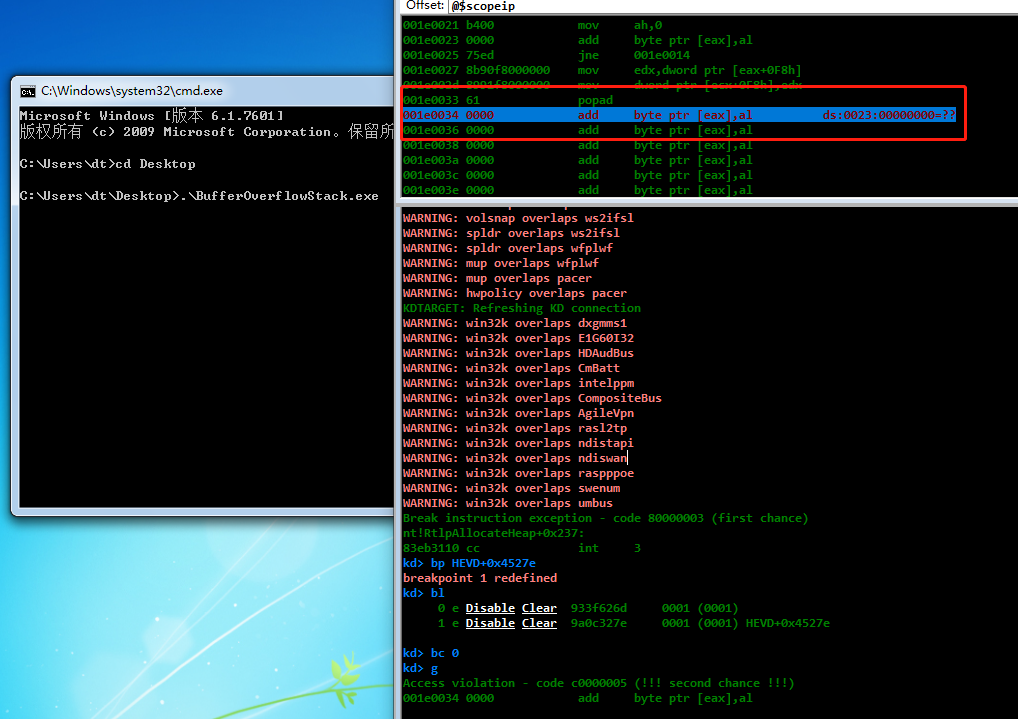 C:\Windows\system32\cmd.exe
Microsoft Windows [版本 6.1.7601]
版权所有 (c) 2009 Microsoft Corporation。保留所
C:\Users\dt>cd Desktop
C:\Users\dt\Desktop>.\BufferOverflowStack.exe
Offset: @$scopeip
001e0021 b400 mov ah,0
001e0023 0000 add byte ptr [eax],al
001e0025 75ed jne 001e0014
001e0027 8b90f8000000 mov edx,dword ptr [eax+0F8h]
001e002d 8991f8000000 mov dword ptr [ecx+0F8h],edx
001e0033 61 popad
001e0034 0000 add byte ptr [eax],al ds:0023:00000000=??
001e0036 0000 add byte ptr [eax],al
001e0038 0000 add byte ptr [eax],al
001e003a 0000 add byte ptr [eax],al
001e003c 0000 add byte ptr [eax],al
001e003e 0000 add byte ptr [eax],al
WARNING: volsnap overlaps ws2ifsl
WARNING: spldr overlaps ws2ifsl
WARNING: spldr overlaps wfplwf
WARNING: mup overlaps wfplwf
WARNING: mup overlaps pacer
WARNING: hwpolicy overlaps pacer
KDTARGET: Refreshing KD connection
WARNING: win32k overlaps dxgmms1
WARNING: win32k overlaps E1G60I32
WARNING: win32k overlaps HDAudBus
WARNING: win32k overlaps CmBatt
WARNING: win32k overlaps intelppm
WARNING: win32k overlaps CompositeBus
WARNING: win32k overlaps AgileVpn
WARNING: win32k overlaps rasl2tp
WARNING: win32k overlaps ndistapi
WARNING: win32k overlaps ndiswan
WARNING: win32k overlaps raspppoe
WARNING: win32k overlaps swenum
WARNING: win32k overlaps umbus
Break instruction exception - code 80000003 (first chance)
nt!RtlpAllocateHeap+0x237:
83eb3110 cc int 3
kd> bp HEVD+0x4527e
breakpoint 1 redefined
kd> bl
0 e Disable Clear 933f626d 0001 (0001)
1 e Disable Clear 9a0c327e 0001 (0001) HEVD+0x4527e
kd> bc 0
kd> g
Access violation - code c0000005 (!!! second chance !!!)
001e0034 0000 add byte ptr [eax],al